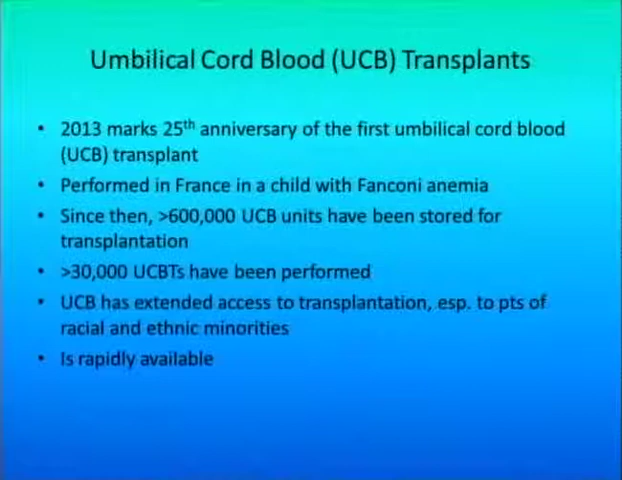 Umbilical Cord Blood (UCB) Transplants
• 2013 marks 25th anniversary of the first umbilical cord blood
(UCB) transplant
• Performed in France in a child with Fanconi anemia
• Since then, >600,000 UCB units have been stored for
transplantation
• >30,000 UCBTs have been performed
• UCB has extended access to transplantation, esp. to pts of
racial and ethnic minorities
• Is rapidly available